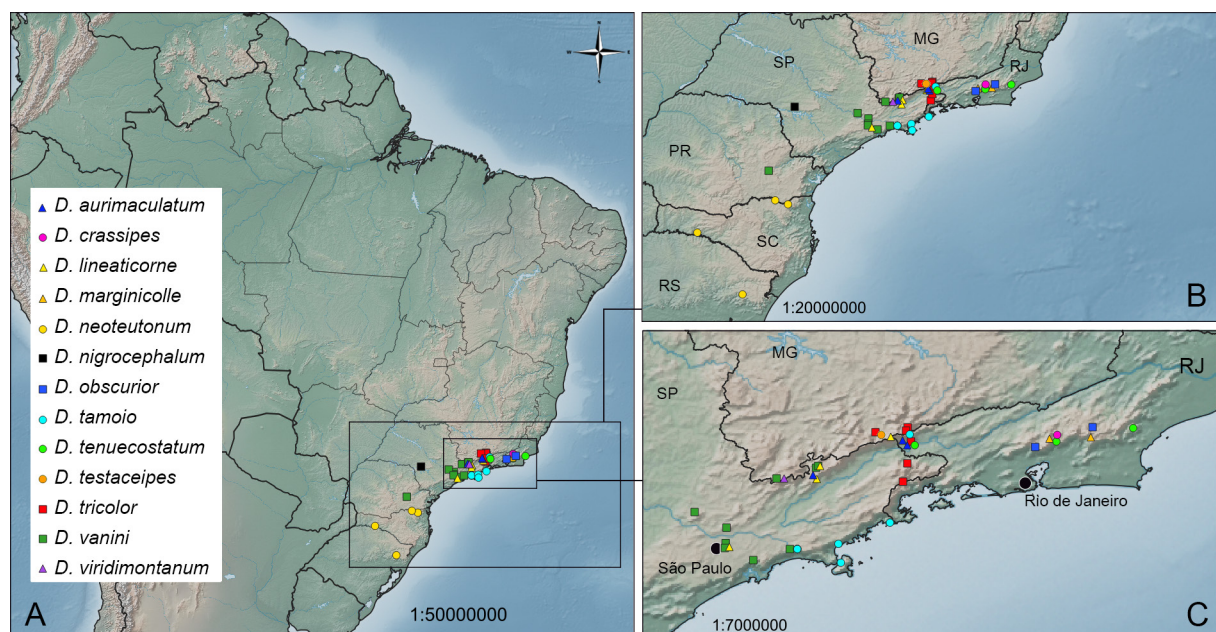 D. aurimaculatum
D. crassipes
D. lineaticorne
D. marginicolle
D. neoteutonum
D. nigrocephalum
D. obscurior
D. tamoio
D. tenuecostatum
D. testaceipes
D. tricolor
D. vanini
D. viridimontanum
A
1:50000000
MG
SP
RJ
PR
SC
RS
1:20000000
B
MG
RJ
SP
Rio de Janeiro
São Paulo
1:7000000
C